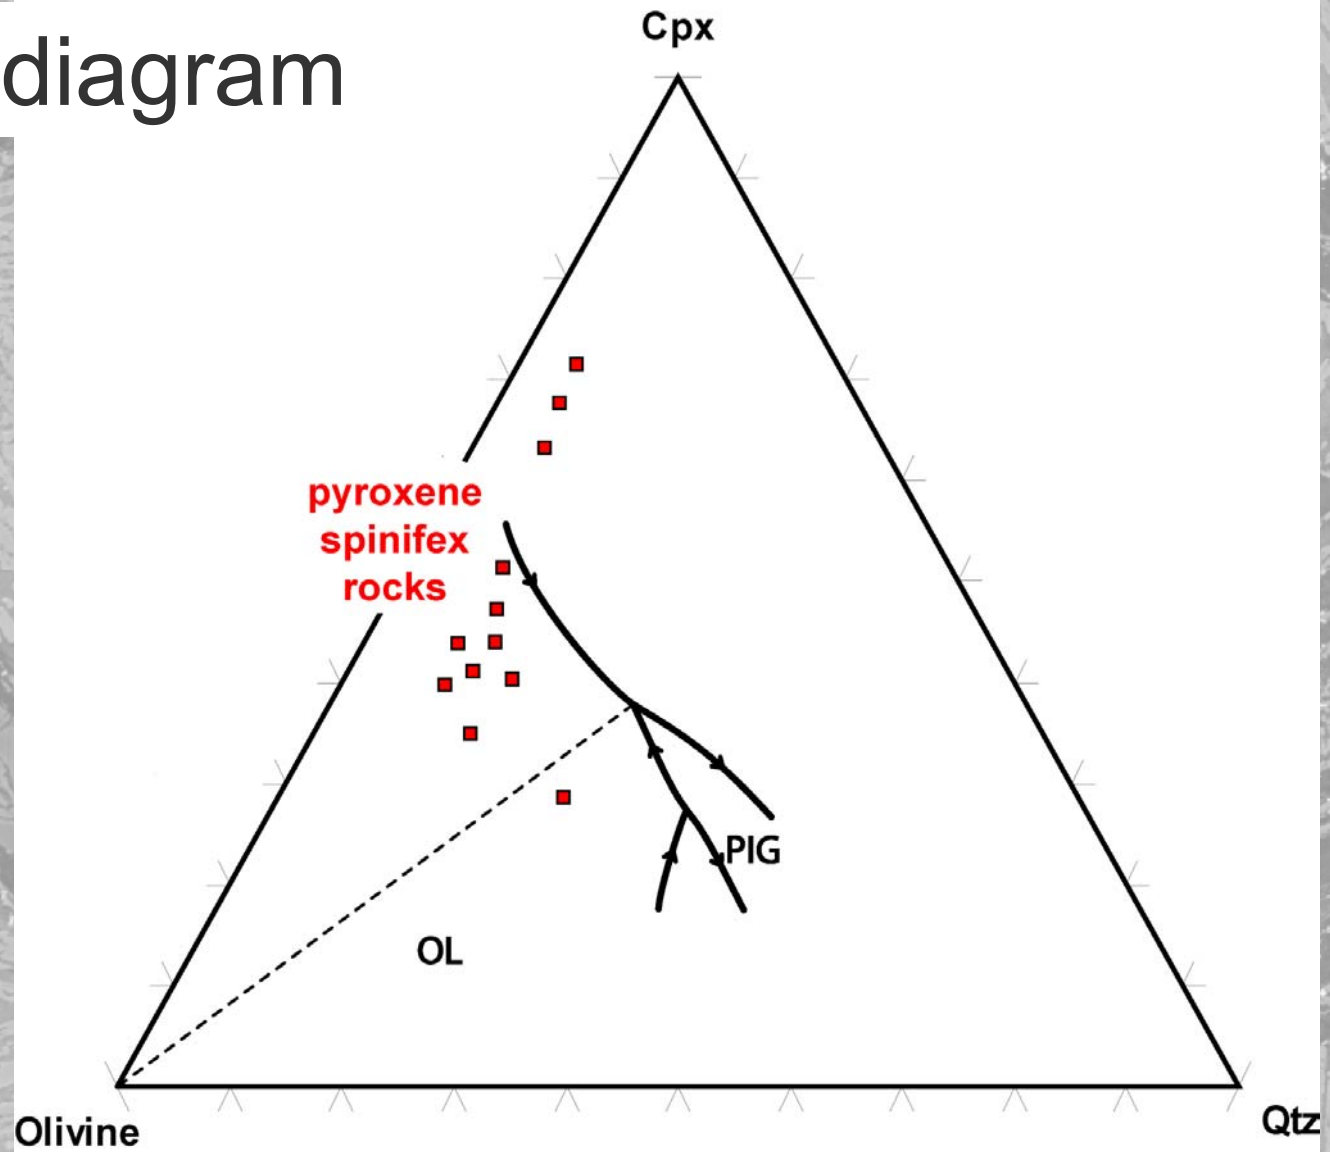 diagram
Cpx
pyroxene
spinifex
rocks
PIG
OL
Olivine
Qtz